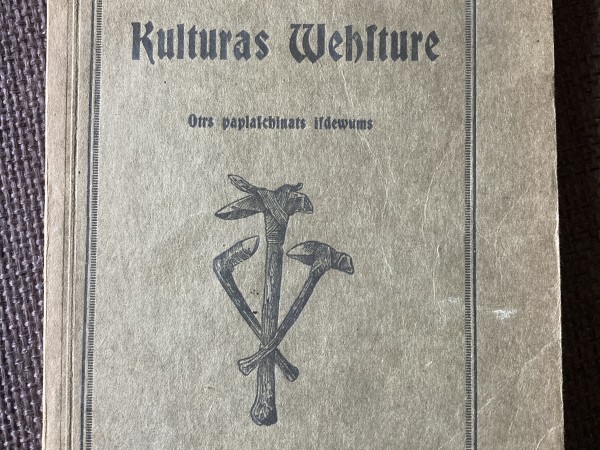 Kulturas Wehſture
Otrs paplaſchinats iſdewums